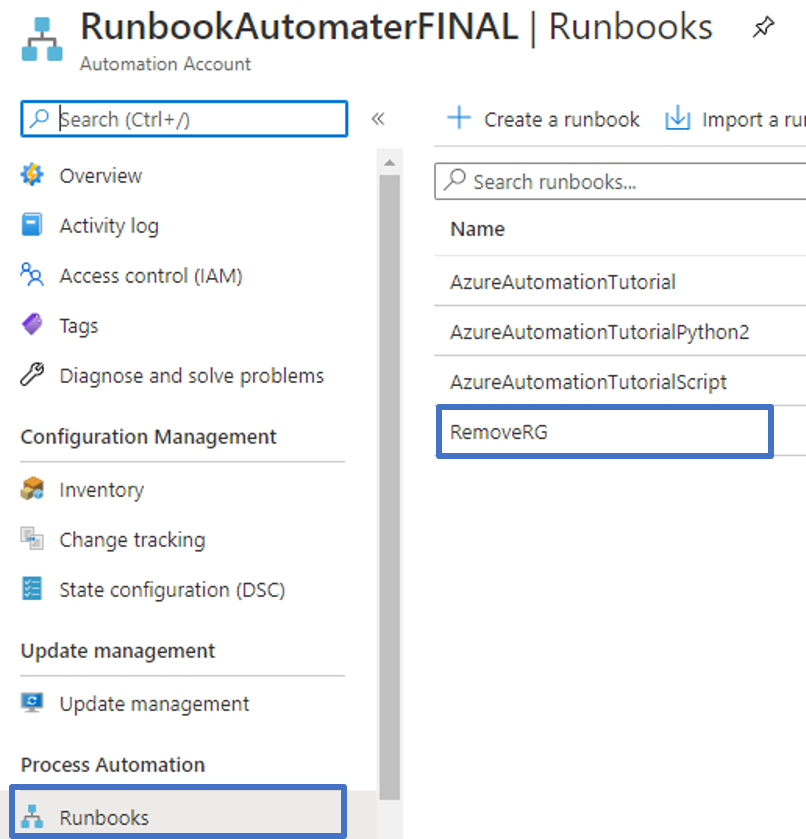 RunbookAutomaterFINAL | Runbooks
Automation Account
Search (Ctrl+/)
«
Overview
Activity log
Access control (IAM)
Tags
Diagnose and solve problems
Configuration Management
Inventory
Change tracking
State configuration (DSC)
Update management
Update management
Process Automation
Runbooks
Create a runbook
Import a ru
Search runbooks...
Name
AzureAutomationTutorial
AzureAutomationTutorialPython2
AzureAutomationTutorialScript
RemoveRG